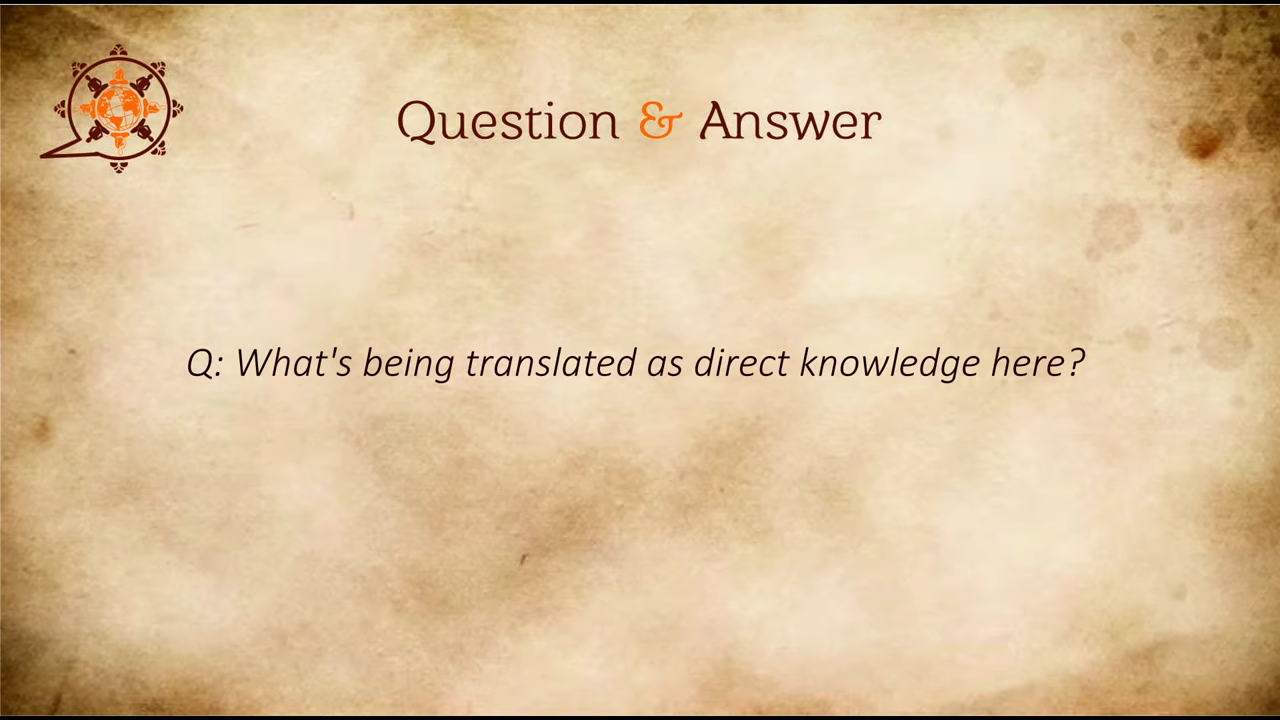 Question & Answer
Q: What's being translated as direct knowledge here?